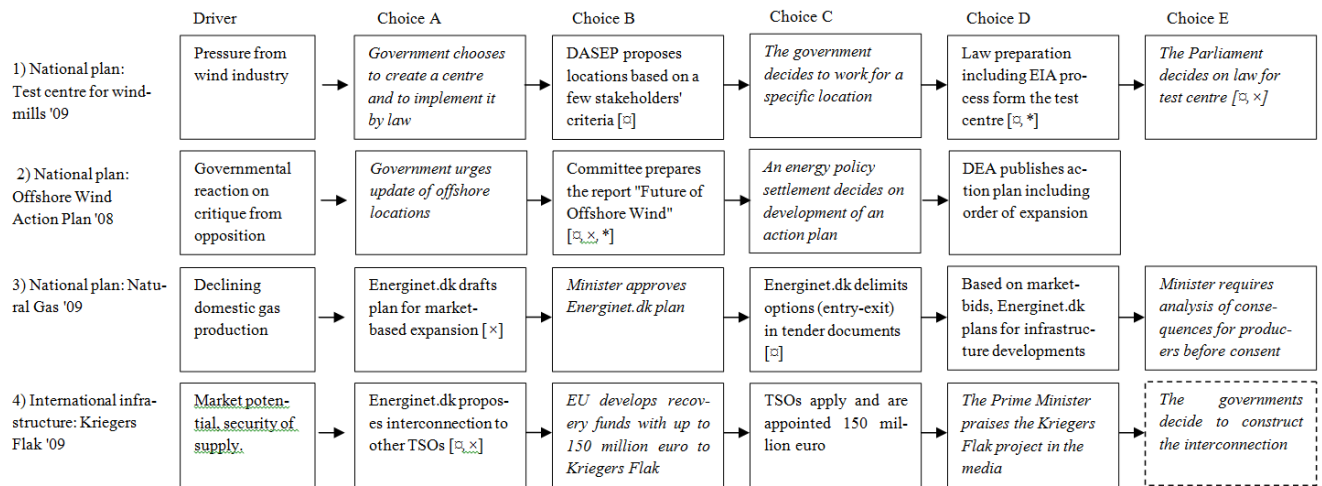 Driver
Choice A
Choice B
Choice C
Choice D
Choice E
1) National plan:
Test centre for wind-
mills '09
Pressure from
wind industry
Government chooses
to create a centre
and to implement it
by law
DASEP proposes
locations based on a
few stakeholders'
criteria [¤]
The government
decides to work for a
specific location
Law preparation
including EIA pro-
cess form the test
centre [¤, *]
The Parliament
decides on law for
test centre [¤, ×]
2) National plan:
Offshore Wind
Action Plan '08
Governmental
reaction on
critique from
opposition
Government urges
update of offshore
locations
Committee prepares
the report "Future of
Offshore Wind"
[¤, ×, *]
An energy policy
settlement decides on
development of an
action plan
DEA publishes ac-
tion plan including
order of expansion
3) National plan: Natu-
ral Gas '09
Declining
domestic gas
production
Energinet.dk drafts
plan for market-
based expansion [×]
Minister approves
Energinet.dk plan
Energinet.dk delimits
options (entry-exit)
in tender documents
[¤]
Based on market-
bids, Energinet.dk
plans for infrastruc-
ture developments
Minister requires
analysis of conse-
quences for produc-
ers before consent
4) International infra-
structure: Kriegers
Flak '09
Market poten-
tial, security of
supply.
Energinet.dk propos-
es interconnection to
other TSOs [¤, ×]
EU develops recov-
ery funds with up to
150 million euro to
Kriegers Flak
TSOs apply and are
appointed 150 mil-
lion euro
The Prime Minister
praises the Kriegers
Flak project in the
media
The governments
decide to construct
the interconnection